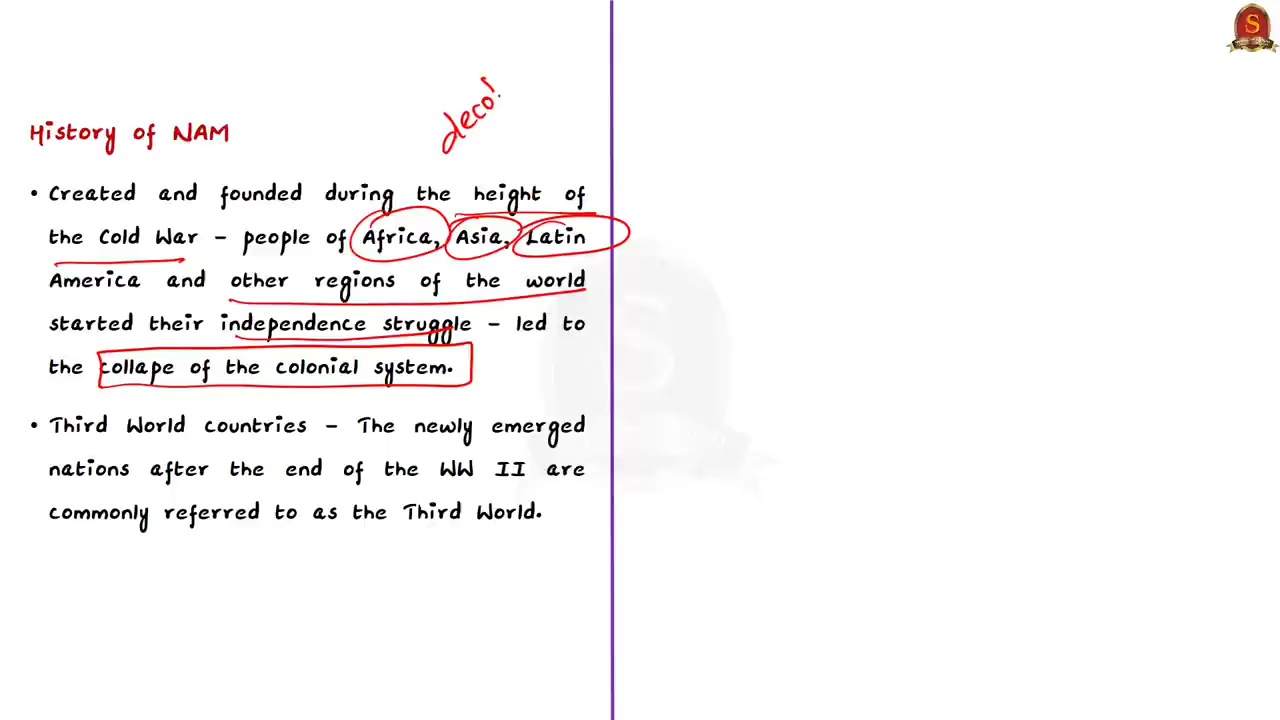 deco!
History of NAM
• Created and founded during the height of
the Cold War – people of Africa, Asia, Latin
America and other regions of the world
started their independence struggle – led to
the collape of the colonial system.
• Third World countries – The newly emerged
nations after the end of the WW II are
commonly referred to as the Third World.
S
S